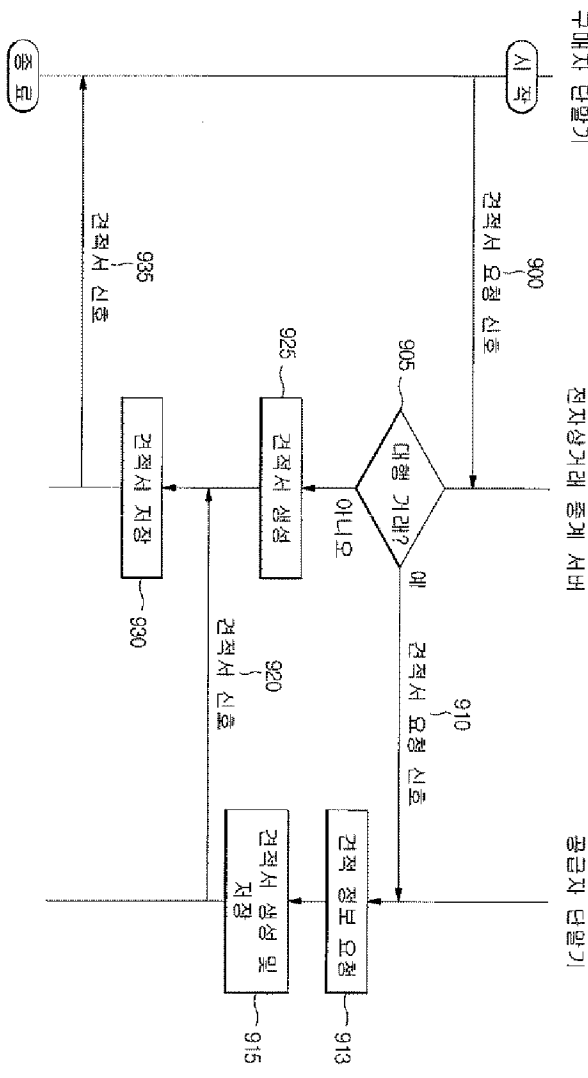 구매자 단말기
전자상거래 중계 서버
공급자 단말기
시 작
900
견적서 요청 신호
905
대행 거래?
예
910
견적서 요청 신호
아니오
견적 정보 요청
913
925
견적서 생성
견적서 생성 및
저장
915
920
견적서 신호
견적서 저장
930
935
견적서 신호
종 료